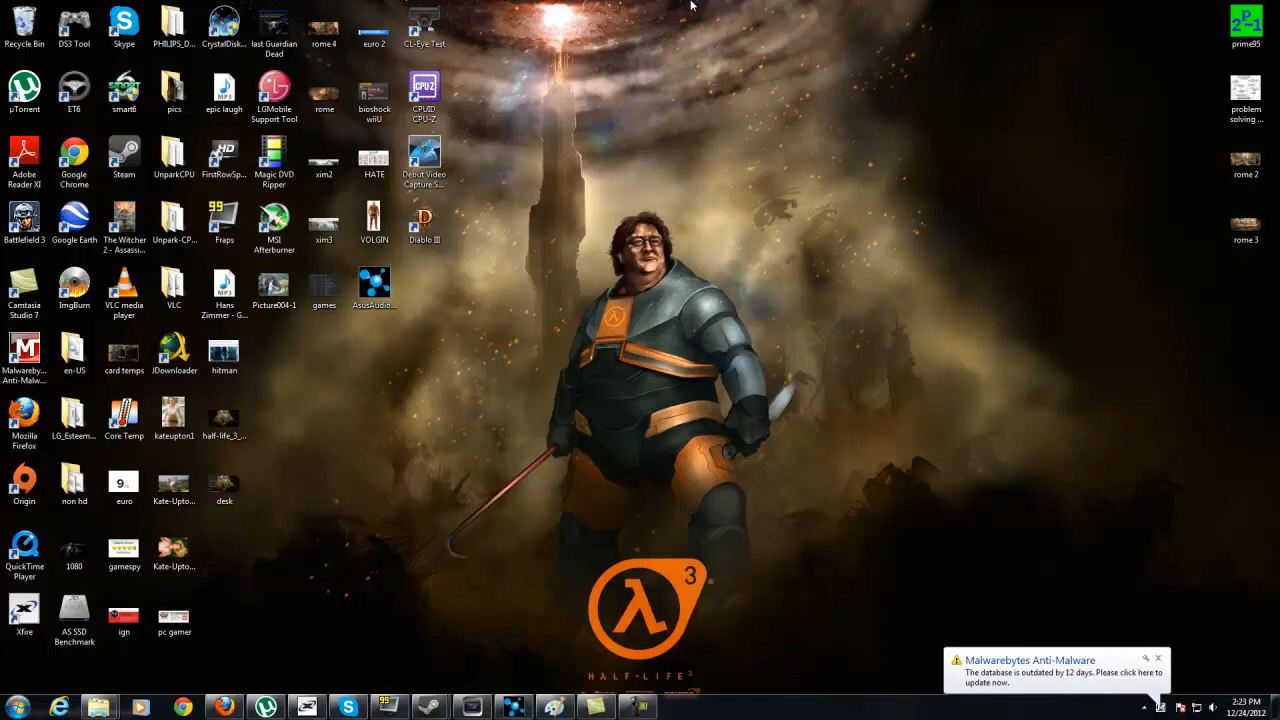 Recycle Bin
DS3 Tool
Skype
PHILIPS_D...
CrystalDisk...
last Guardian
Dead
rome 4
euro 2
CL-Eye Test
prime95
µTorrent
ET6
smart6
pics
epic laugh
LGMobile
Support Tool
rome
bioshock
wiiU
CPUID
CPU-Z
problem
solving ...
Adobe
Reader XI
Google
Chrome
Steam
UnparkCPU
FirstRowSp...
Magic DVD
Ripper
xim2
HATE
Debut Video
Capture S...
rome 2
Battlefield 3
Google Earth
The Witcher
2 - Assassi...
Unpark-CP...
99
Fraps
MSI
Afterburner
xim3
VOLGIN
Diablo III
rome 3
Camtasia
Studio 7
ImgBurn
VLC media
player
VLC
Hans
Zimmer - G...
Picture004-1
games
AsusAudio...
Malwareby...
Anti-Malw...
en-US
card temps
JDownloader
hitman
Mozilla
Firefox
LG_Esteem...
Core Temp
kateupton1
half-life_3_...
Origin
non hd
euro
Kate-Upto...
desk
QuickTime
Player
1080
gamespy
Kate-Upto...
Xfire
AS SSD
Benchmark
ign
pc gamer
3
HλLF-LIFE³
Malwarebytes Anti-Malware
The database is outdated by 12 days. Please click here to
update now.
2:23 PM
12/24/2012